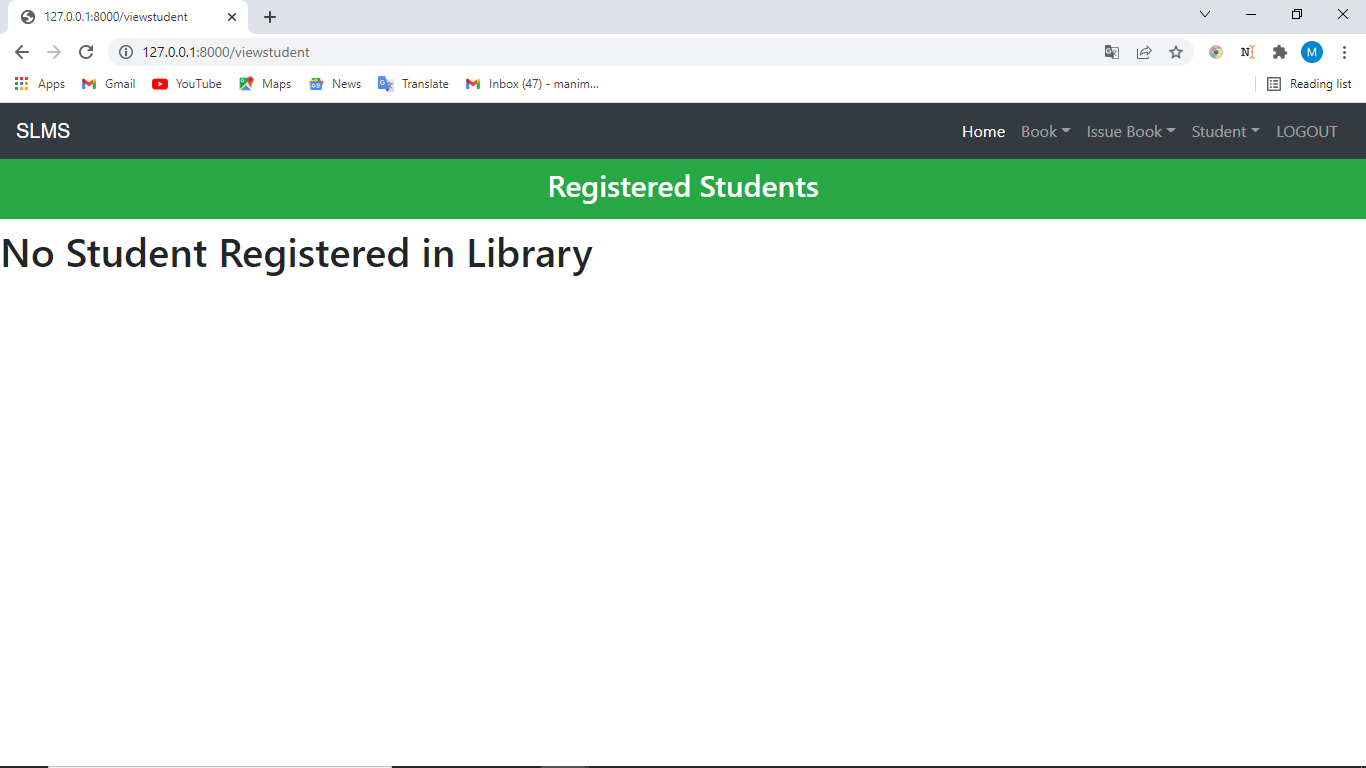 127.0.0.1:8000/viewstudent
127.0.0.1:8000/viewstudent
Apps Gmail YouTube Maps News Translate Inbox (47) - manim... Reading list
SLMS Home Book Issue Book Student LOGOUT
Registered Students
No Student Registered in Library